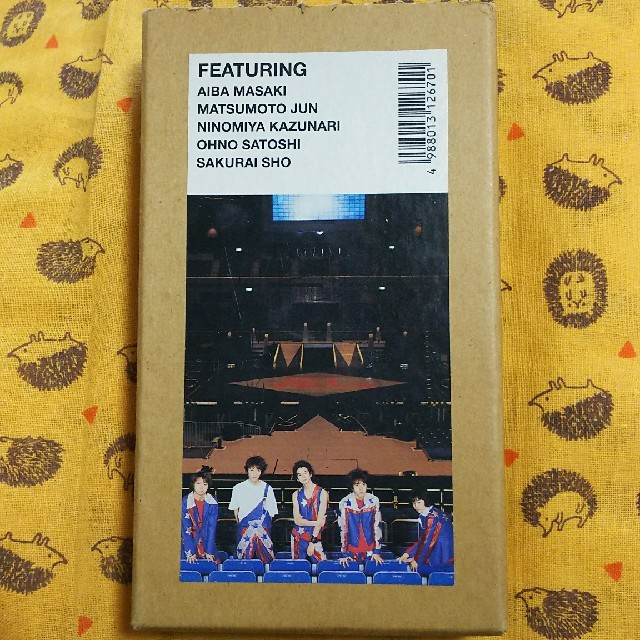 FEATURING
AIBA MASAKI
MATSUMOTO JUN
NINOMIYA KAZUNARI
OHNO SATOSHI
SAKURAI SHO
4 988013 126701